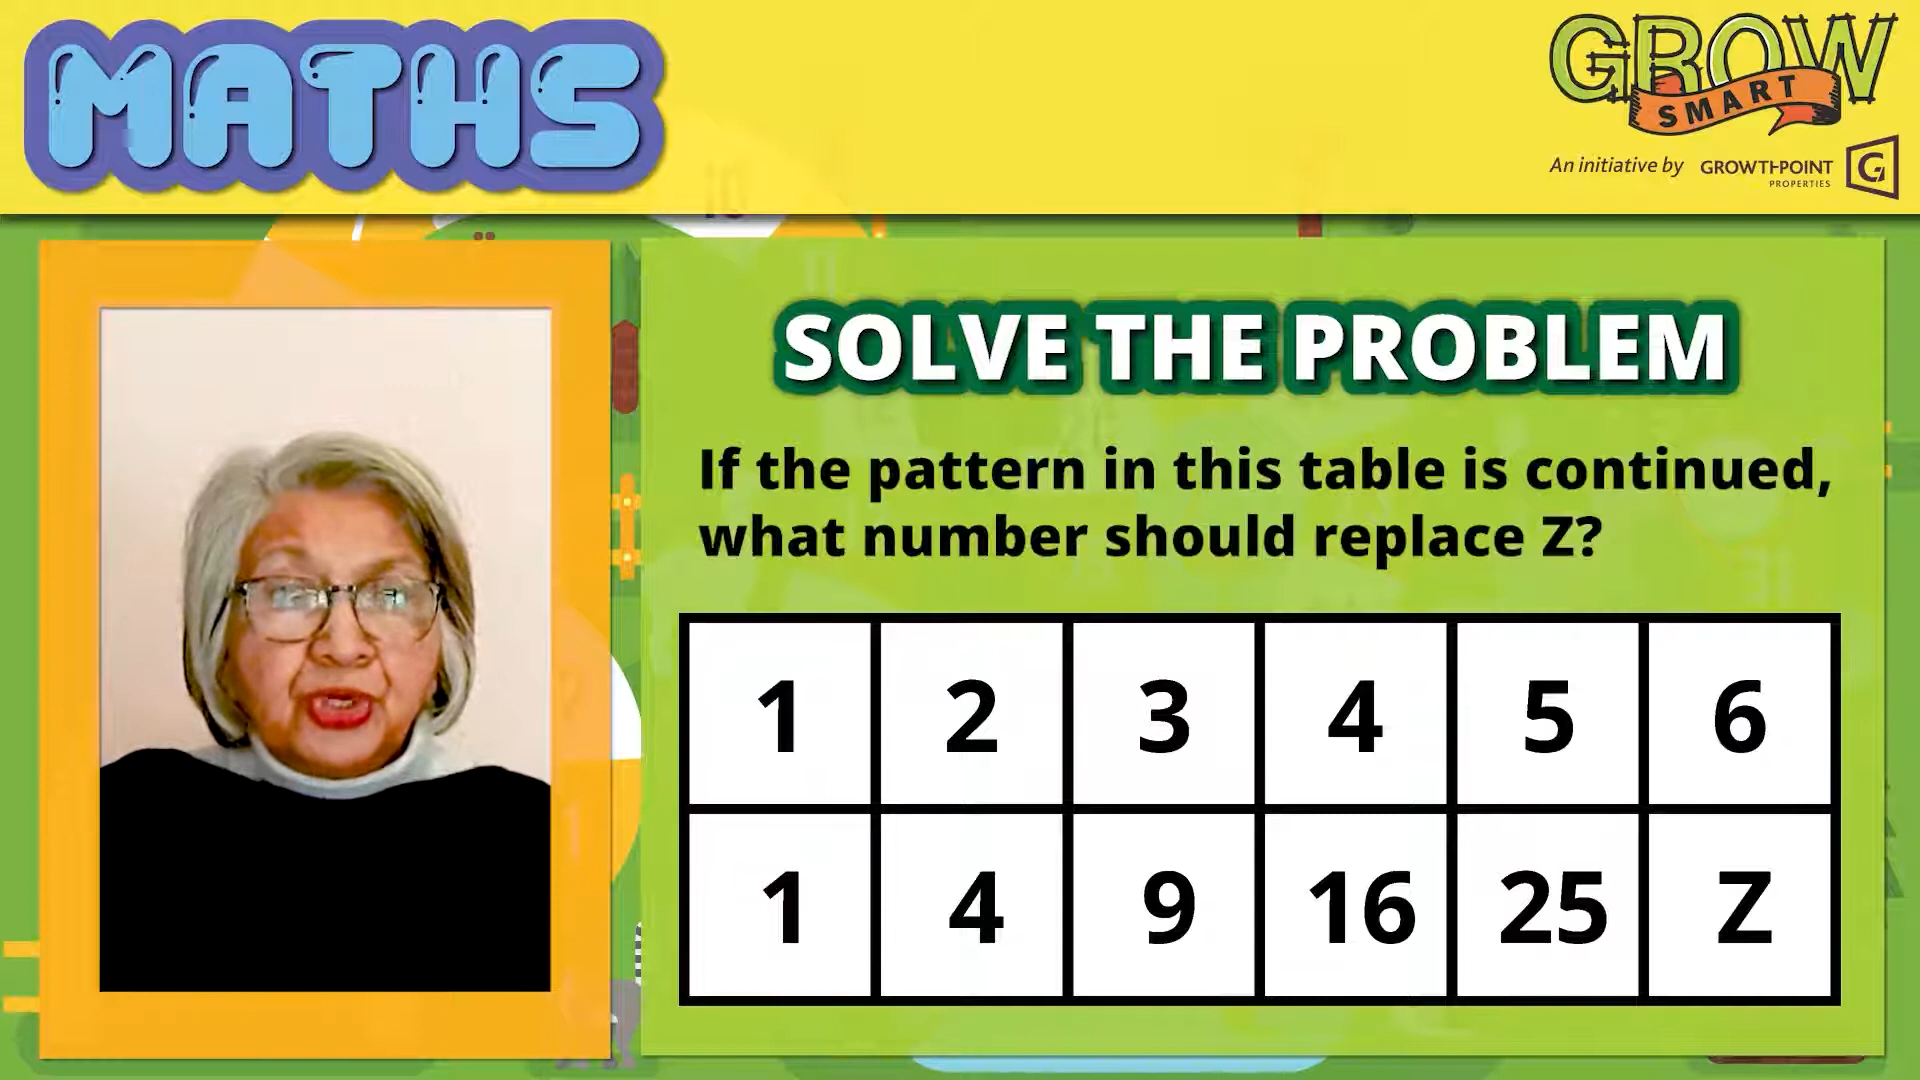 MATHS
GROW
SMART
An initiative by GROWTHPOINT
PROPERTIES
SOLVE THE PROBLEM
If the pattern in this table is continued,
what number should replace Z?
1 2 3 4 5 6
1 4 9 16 25 Z